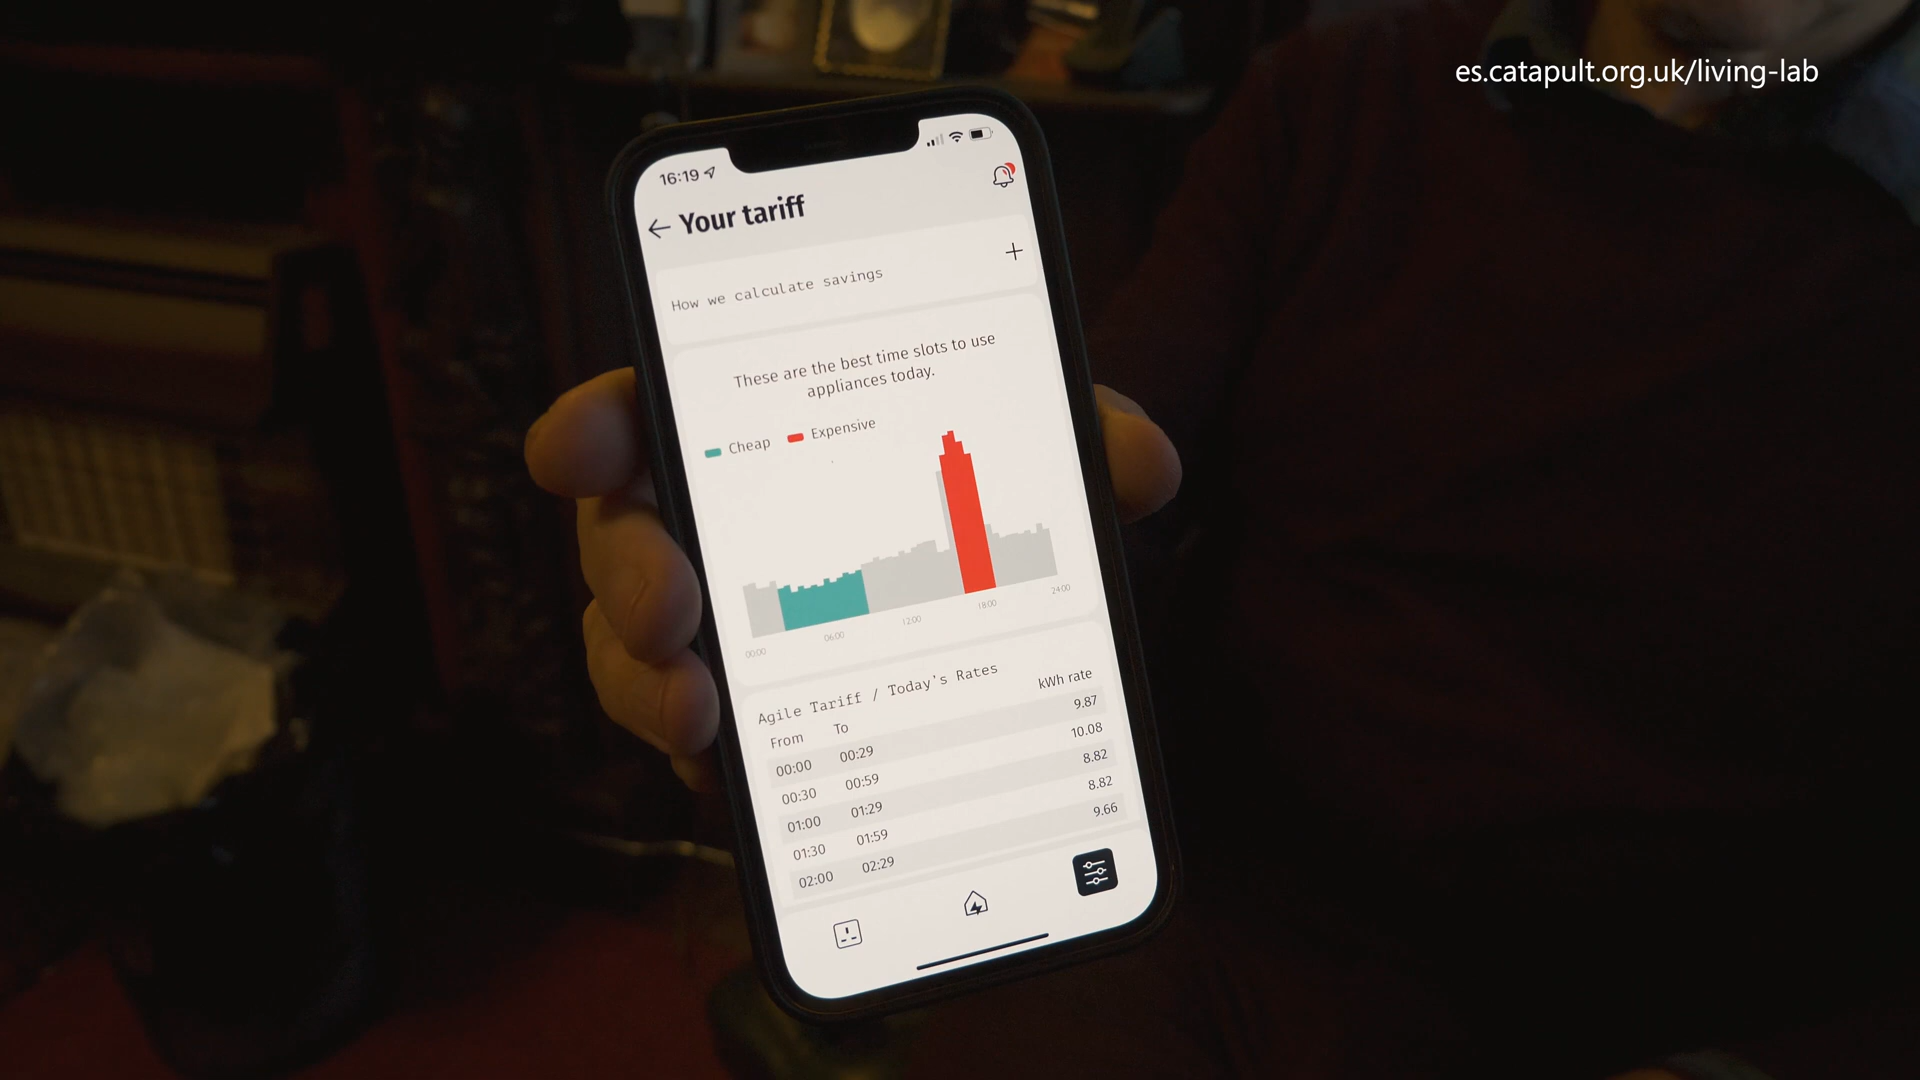 es.catapult.org.uk/living-lab
16:19
Your tariff
How we calculate savings
+
These are the best time slots to use
appliances today.
Cheap Expensive
00:00 06:00 12:00 18:00 24:00
Agile Tariff / Today's Rates
From To kWh rate
00:00 00:29 9.87
00:30 00:59 10.08
01:00 01:29 8.82
01:30 01:59 8.82
02:00 02:29 9.66